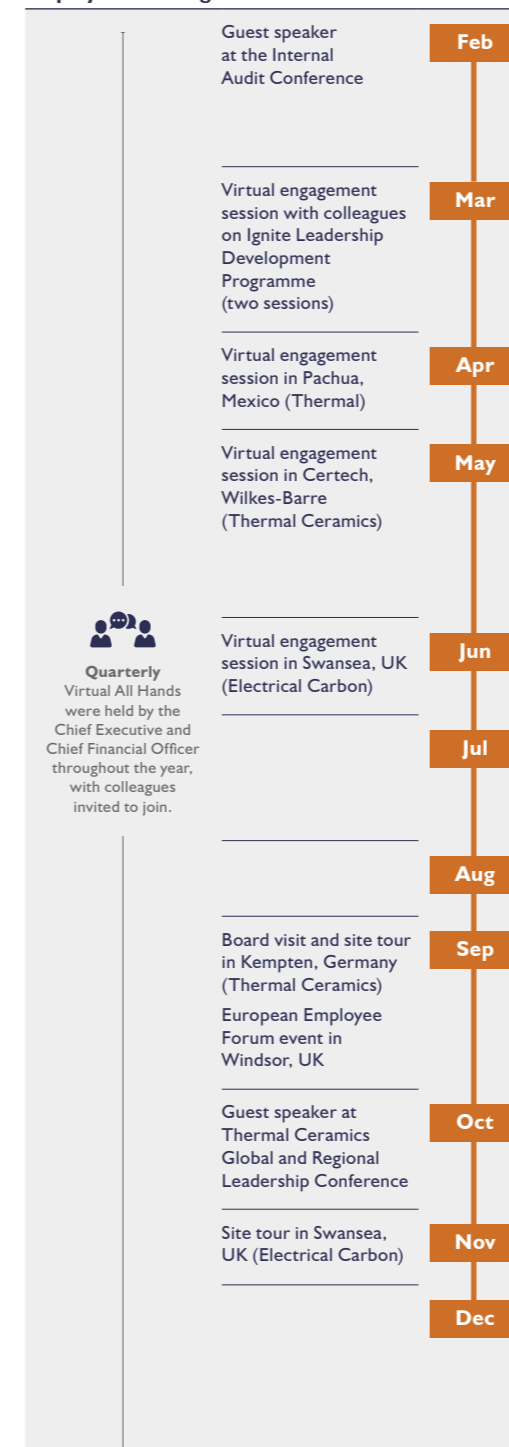 Guest speaker
at the Internal
Audit Conference
Feb
Virtual engagement
session with colleagues
on Ignite Leadership
Development
Programme
(two sessions)
Mar
Virtual engagement
session in Pachua,
Mexico (Thermal)
Apr
Virtual engagement
session in Certech,
Wilkes-Barre
(Thermal Ceramics)
May
Quarterly
Virtual All Hands
were held by the
Chief Executive and
Chief Financial Officer
throughout the year,
with colleagues
invited to join.
Virtual engagement
session in Swansea, UK
(Electrical Carbon)
Jun
Jul
Aug
Board visit and site tour
in Kempten, Germany
(Thermal Ceramics)
European Employee
Forum event in
Windsor, UK
Sep
Guest speaker at
Thermal Ceramics
Global and Regional
Leadership Conference
Oct
Site tour in Swansea,
UK (Electrical Carbon)
Nov
Dec